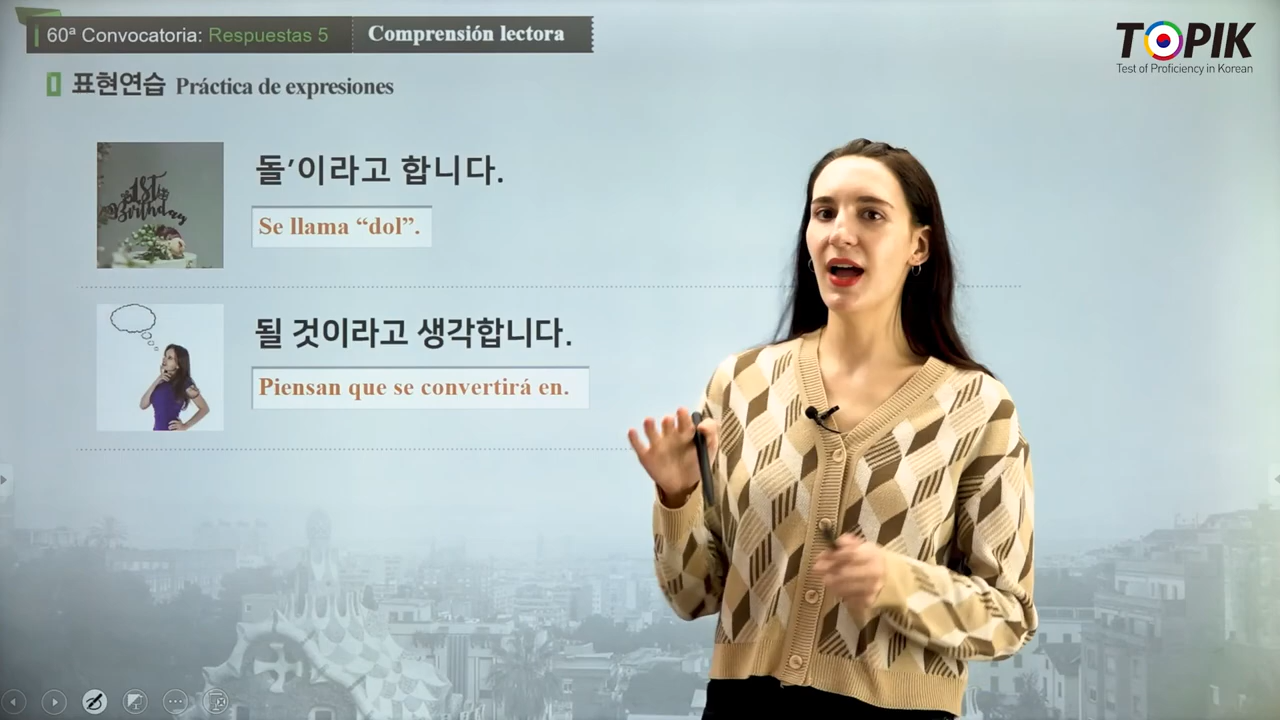 60ª Convocatoria: Respuestas 5 Comprensión lectora
TOPIK
Test of Proficiency in Korean
표현연습 Práctica de expresiones
1ST
Birthday
돌’이라고 합니다.
Se llama “dol”.
될 것이라고 생각합니다.
Piensan que se convertirá en.